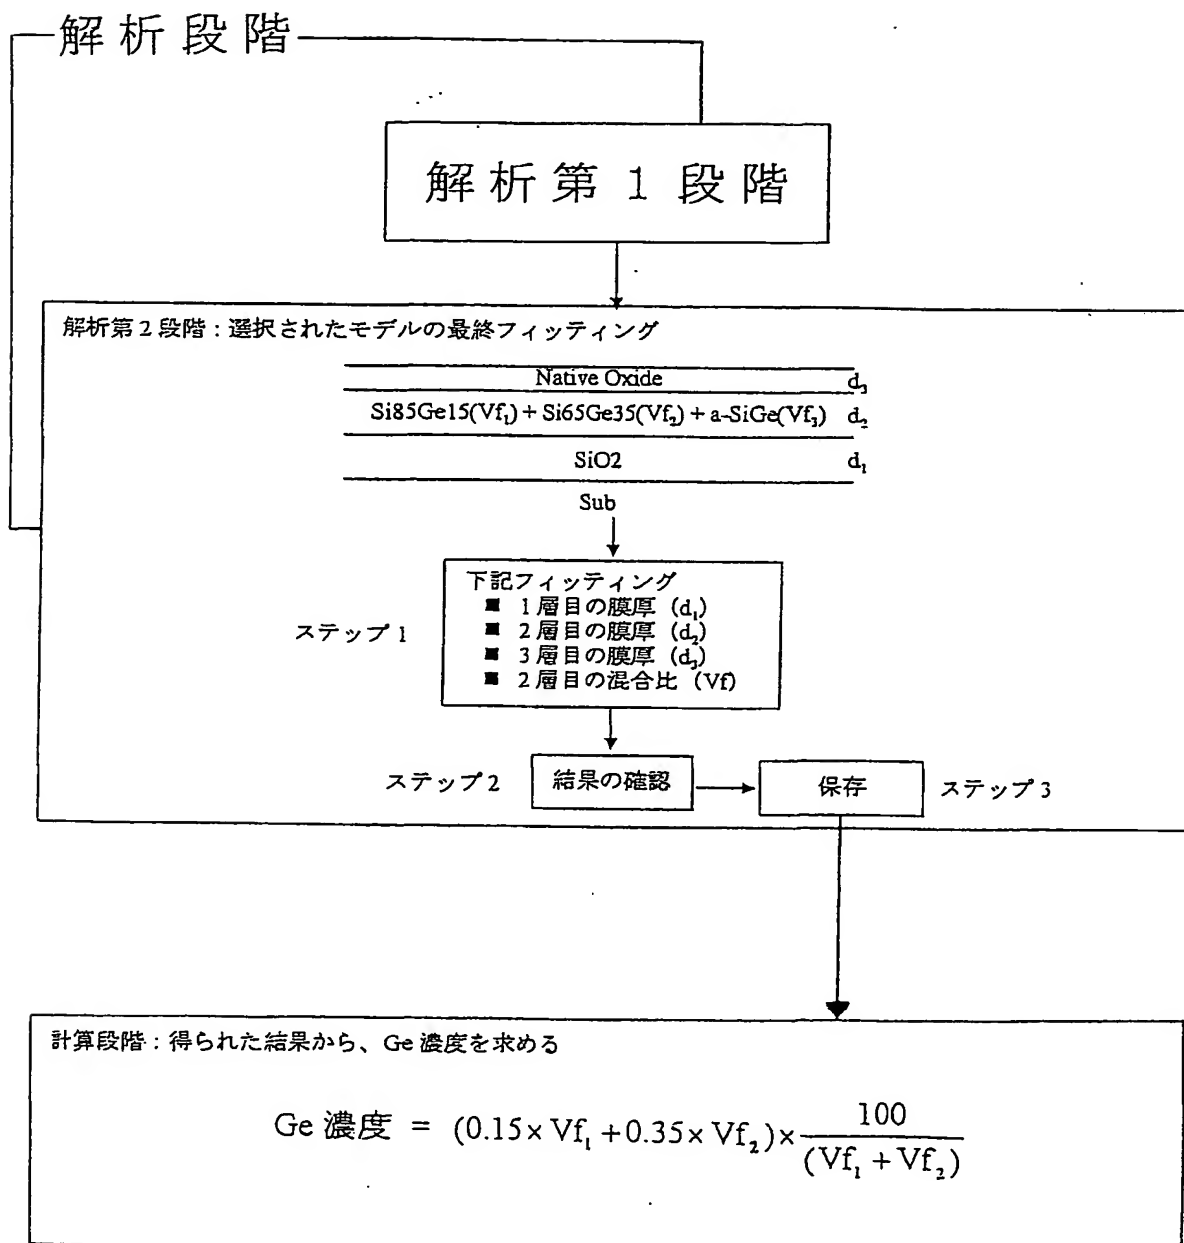 解析段階
解析第1段階
解析第2段階:選択されたモデルの最終フィッティング
Native Oxide d₃
Si85Ge15(Vf₁) + Si65Ge35(Vf₂) + a-SiGe(Vf₃) d₂
SiO2 d₁
Sub
下記フィッティング
■ 1層目の膜厚 (d₁)
■ 2層目の膜厚 (d₂)
■ 3層目の膜厚 (d₃)
■ 2層目の混合比 (Vf)
ステップ1
ステップ2 結果の確認 保存 ステップ3
計算段階:得られた結果から、Ge濃度を求める
Ge 濃度 = (0.15× Vf₁ +0.35× Vf₂)× 100 / (Vf₁ + Vf₂)